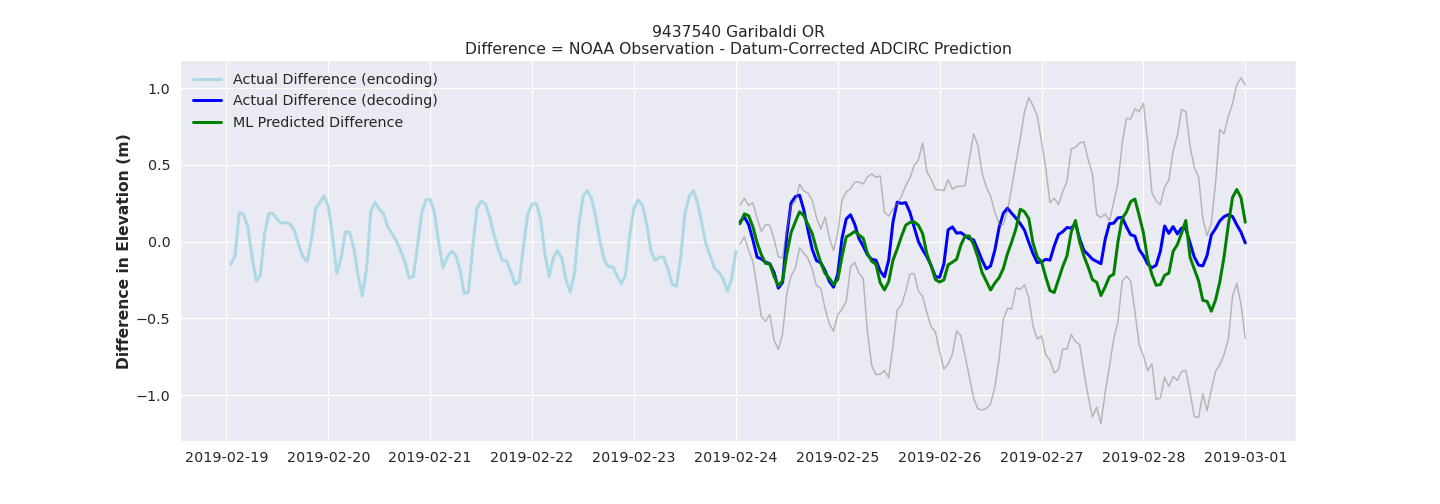 9437540 Garibaldi OR
Difference = NOAA Observation - Datum-Corrected ADCIRC Prediction
Actual Difference (encoding)
Actual Difference (decoding)
ML Predicted Difference
Difference in Elevation (m)
1.0
0.5
0.0
−0.5
−1.0
2019-02-19 2019-02-20 2019-02-21 2019-02-22 2019-02-23 2019-02-24 2019-02-25 2019-02-26 2019-02-27 2019-02-28 2019-03-01